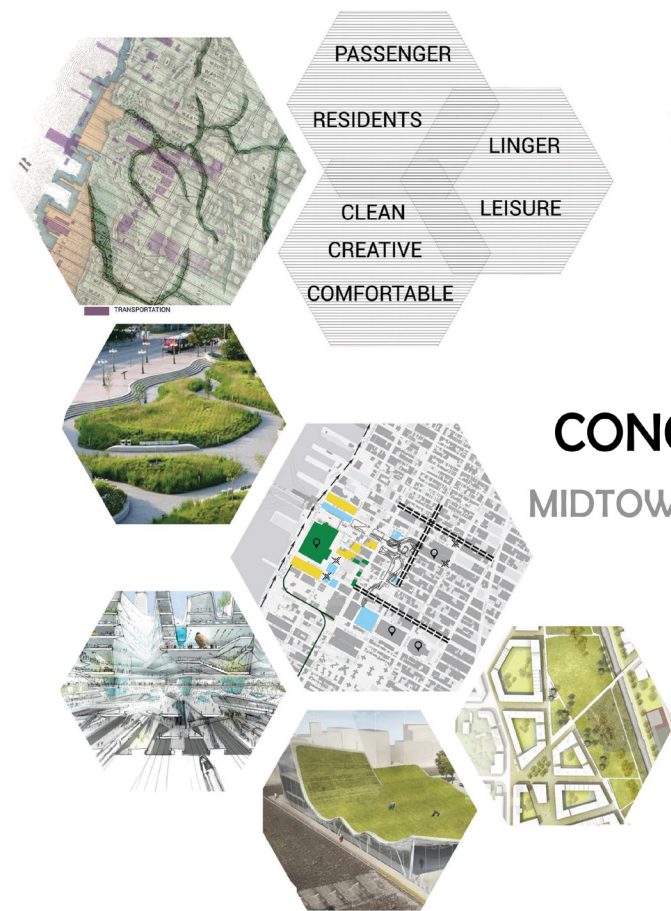 PASSENGER
RESIDENTS
LINGER
CLEAN
LEISURE
CREATIVE
COMFORTABLE
TRANSPORTATION
CONC
MIDTOW